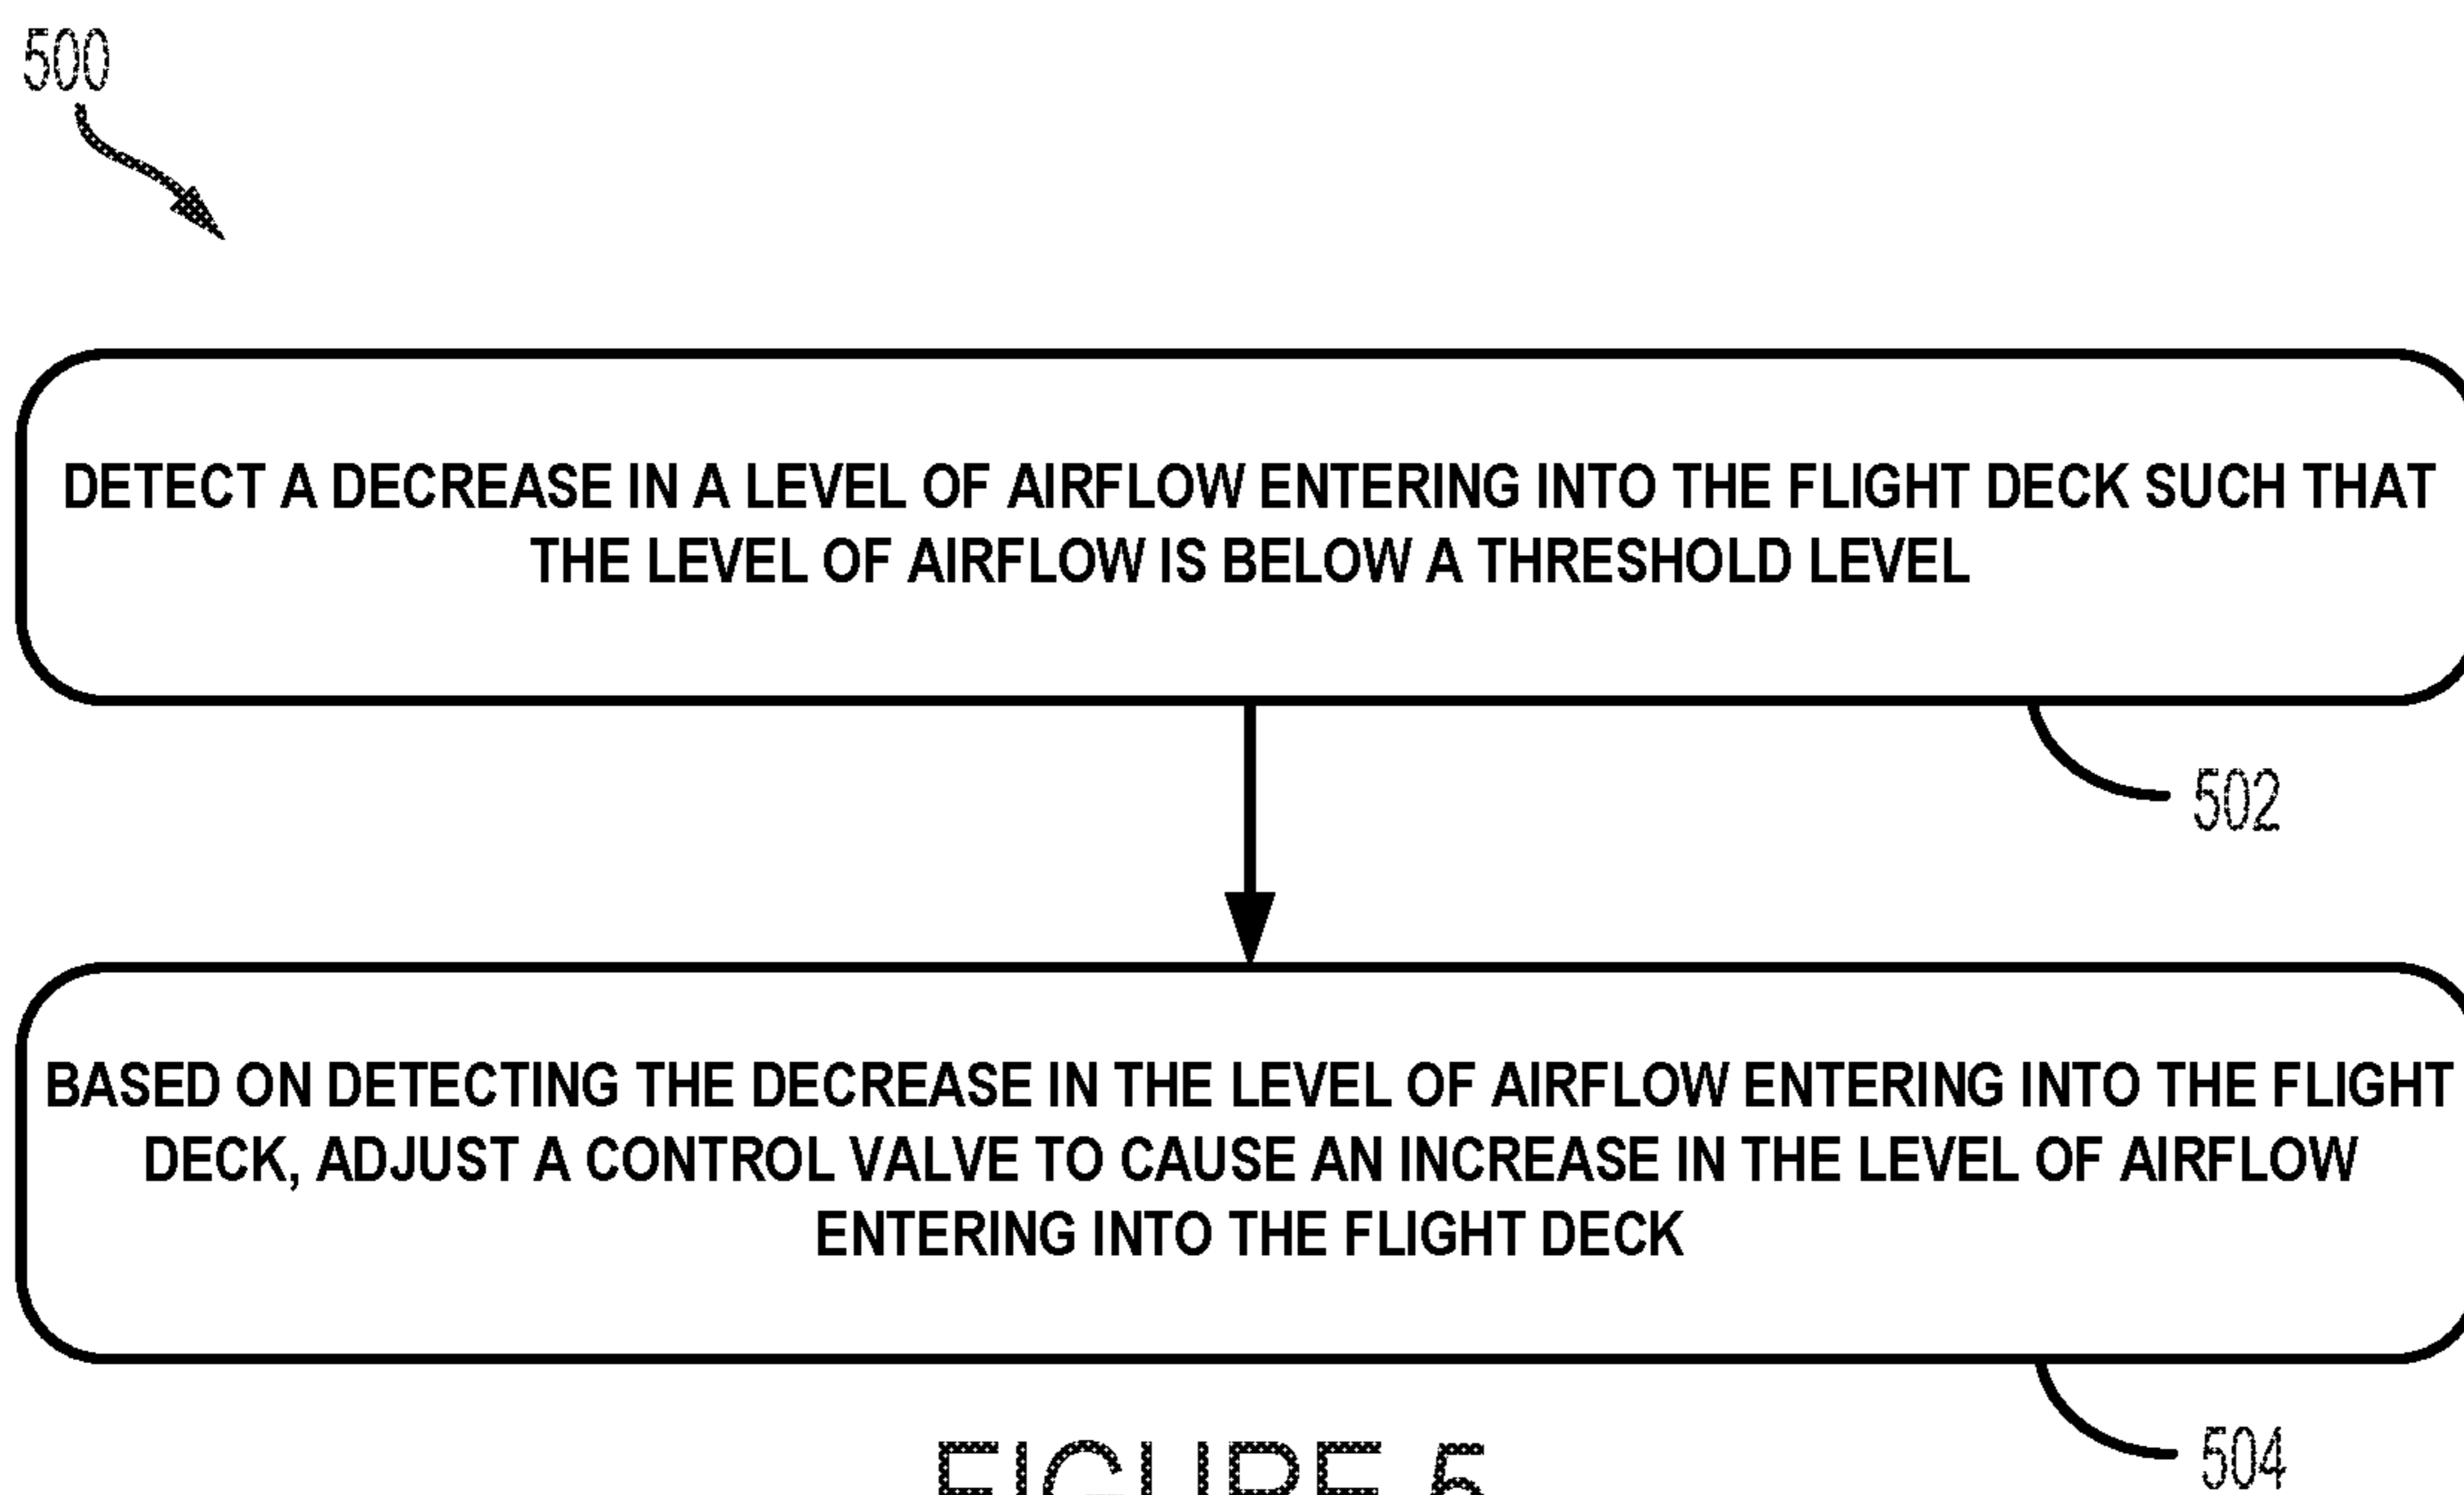 500
DETECT A DECREASE IN A LEVEL OF AIRFLOW ENTERING INTO THE FLIGHT DECK SUCH THAT
THE LEVEL OF AIRFLOW IS BELOW A THRESHOLD LEVEL
502
BASED ON DETECTING THE DECREASE IN THE LEVEL OF AIRFLOW ENTERING INTO THE FLIGHT
DECK, ADJUST A CONTROL VALVE TO CAUSE AN INCREASE IN THE LEVEL OF AIRFLOW
ENTERING INTO THE FLIGHT DECK
504
FIGURE 5